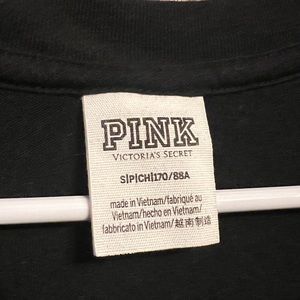 PINK
VICTORIA'S SECRET
S|P|CH|170/88A
made in Vietnam/fabriqué au
Vietnam/hecho en Vietnam/
fabbricato in Vietnam/越南制造